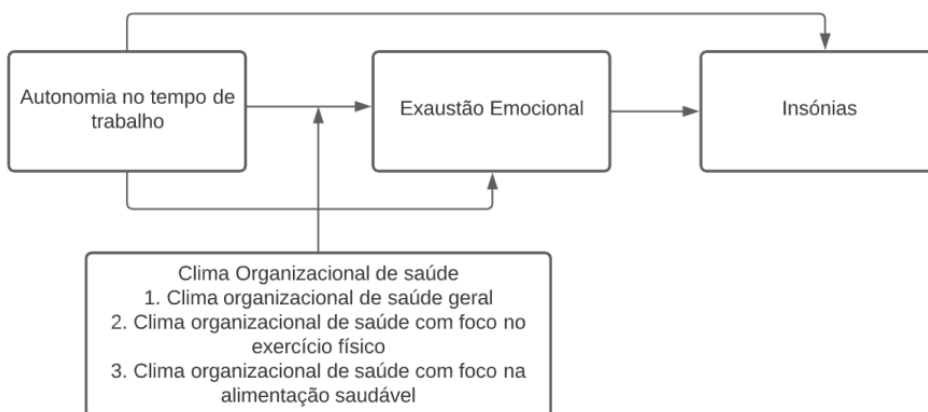 Autonomia no tempo de
trabalho
Exaustão Emocional
Insónias
Clima Organizacional de saúde
1. Clima organizacional de saúde geral
2. Clima organizacional de saúde com foco no
exercício físico
3. Clima organizacional de saúde com foco na
alimentação saudável